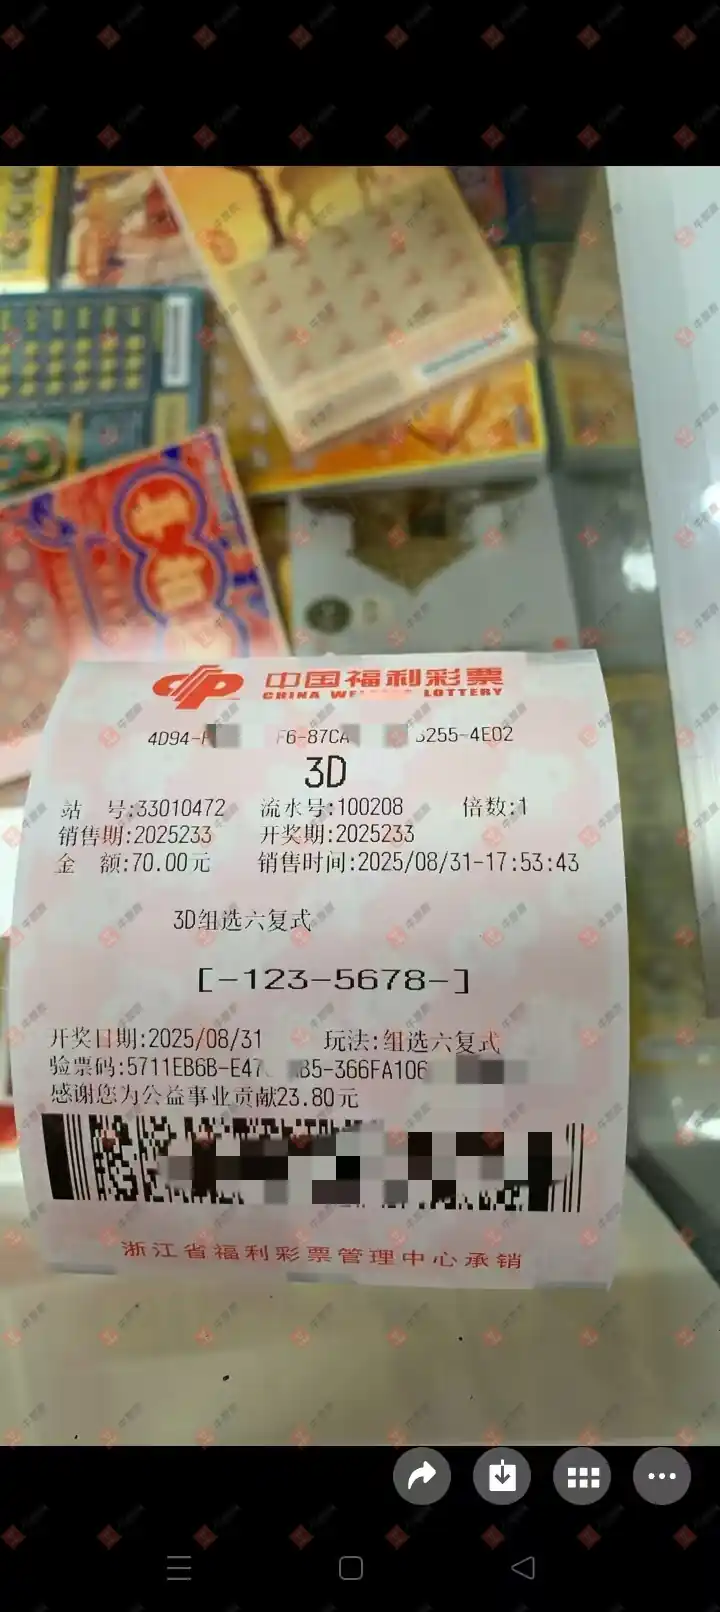 中国福利彩票
CHINA WELFARE LOTTERY
4D94-F F6-87CA 5255-4E02
3D
站 号:33010472 流水号:100208 倍数:1
销售期:2025233 开奖期:2025233
金 额:70.00元 销售时间:2025/08/31-17:53:43
3D组选六复式
[-123-5678-]
开奖日期:2025/08/31 玩法:组选六复式
验票码:5711EB6B-E47 B5-366FA106
感谢您为公益事业贡献23.80元
浙江省福利彩票管理中心承销